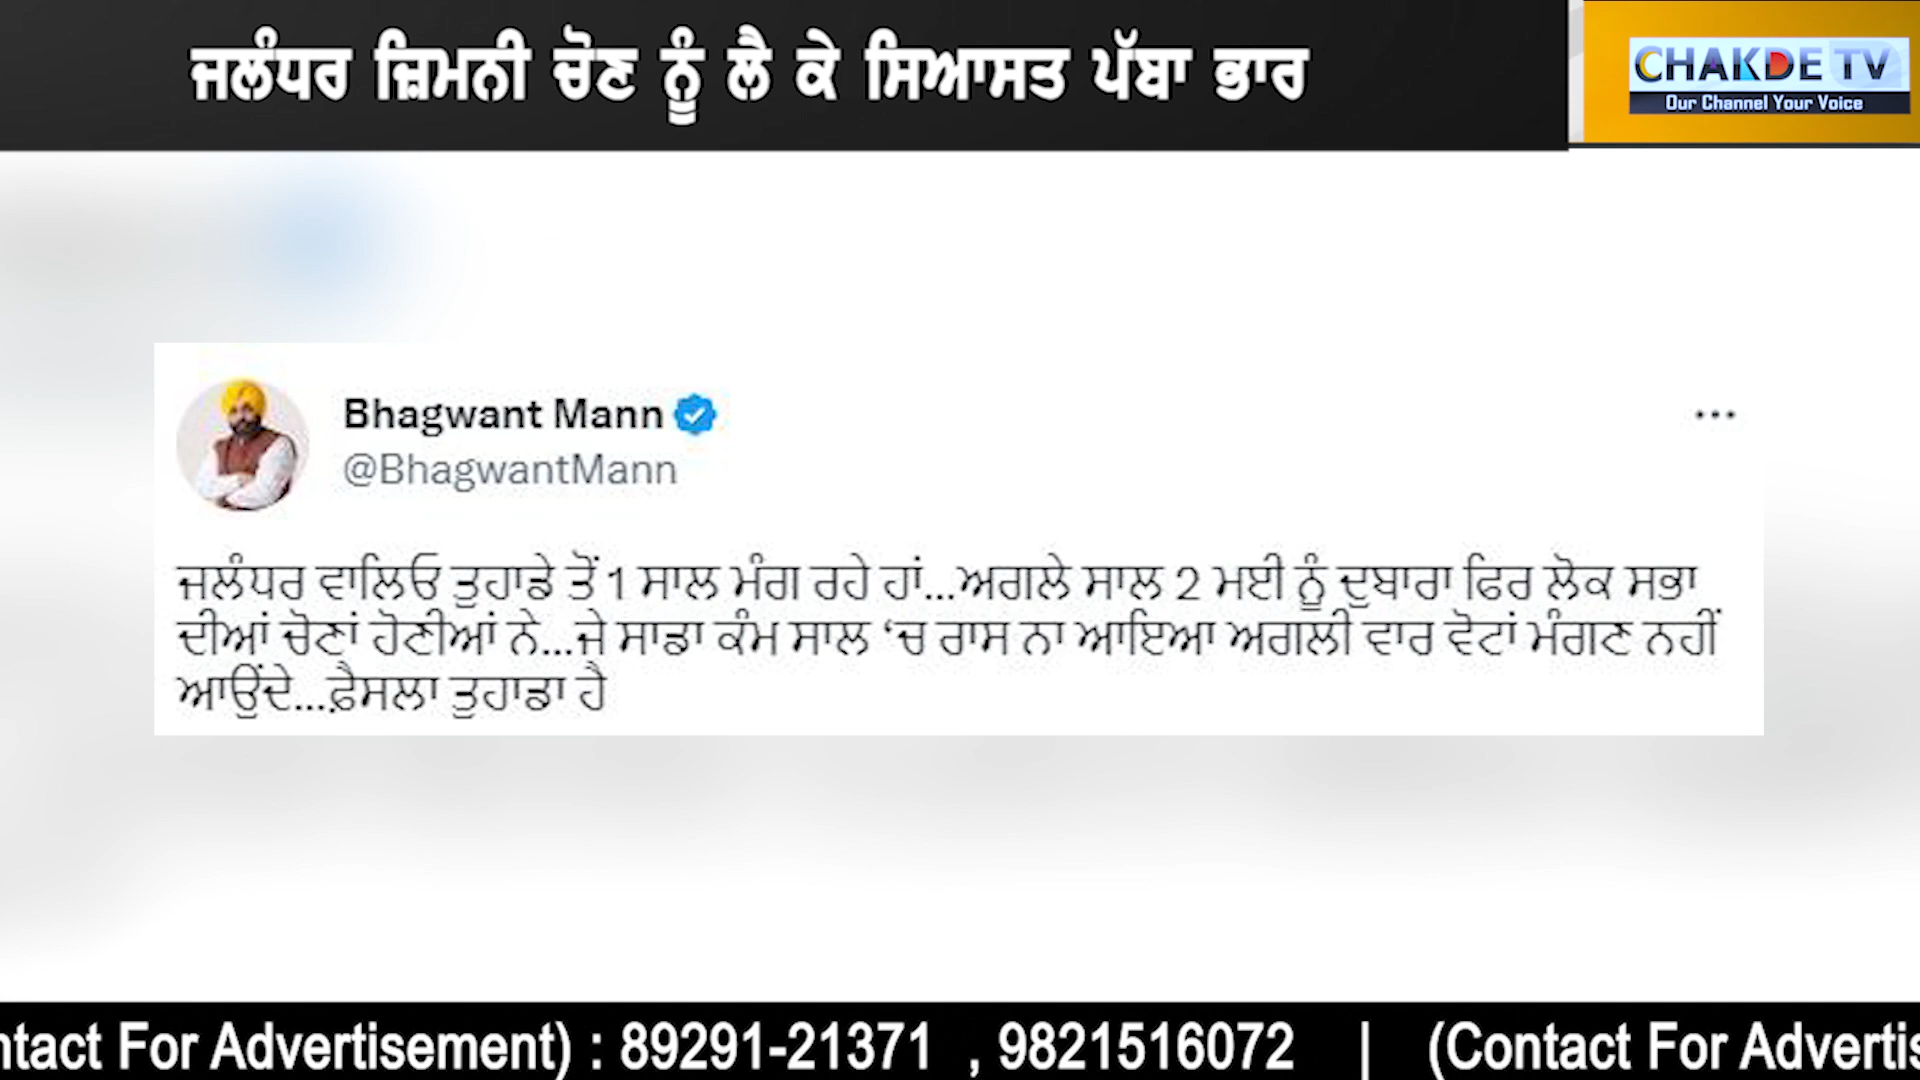 ਜਲੰਧਰ ਜ਼ਿਮਨੀ ਚੋਣ ਨੂੰ ਲੈ ਕੇ ਸਿਆਸਤ ਪੱਬਾ ਭਾਰ
CHAKDE TV
Our Channel Your Voice
Bhagwant Mann
@BhagwantMann
ਜਲੰਧਰ ਵਾਲਿਓ ਤੁਹਾਡੇ ਤੋਂ 1 ਸਾਲ ਮੰਗ ਰਹੇ ਹਾਂ...ਅਗਲੇ ਸਾਲ 2 ਮਈ ਨੂੰ ਦੁਬਾਰਾ ਫਿਰ ਲੋਕ ਸਭਾ
ਦੀਆਂ ਚੋਣਾਂ ਹੋਣੀਆਂ ਨੇ...ਜੇ ਸਾਡਾ ਕੰਮ ਸਾਲ ‘ਚ ਰਾਸ ਨਾ ਆਇਆ ਅਗਲੀ ਵਾਰ ਵੋਟਾਂ ਮੰਗਣ ਨਹੀਂ
ਆਉਂਦੇ...ਫ਼ੈਸਲਾ ਤੁਹਾਡਾ ਹੈ
ntact For Advertisement) : 89291-21371 , 9821516072 | (Contact For Advertis